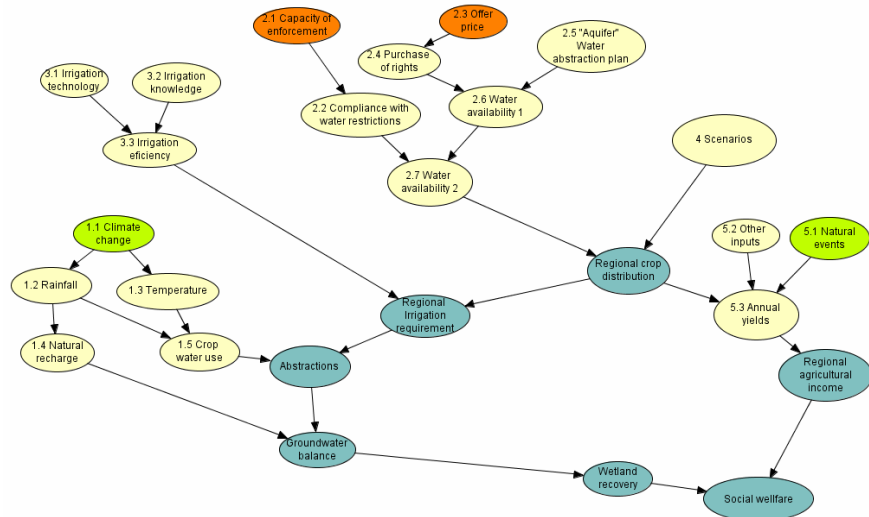 2.1 Capacity of
enforcement
2.3 Offer
price
2.5 "Aquifer"
Water
abstraction plan
2.4 Purchase
of rights
3.1 Irrigation
technology
3.2 Irrigation
knowledge
2.2 Compliance with
water restrictions
2.6 Water
availability 1
3.3 Irrigation
eficiency
4 Scenarios
2.7 Water
availability 2
1.1 Climate
change
5.2 Other
inputs
5.1 Natural
events
Regional crop
distribution
1.2 Rainfall
1.3 Temperature
Regional
Irrigation
requirement
5.3 Annual
yields
1.4 Natural
recharge
1.5 Crop
water use
Abstractions
Regional
agricultural
income
Groundwater
balance
Wetland
recovery
Social wellfare